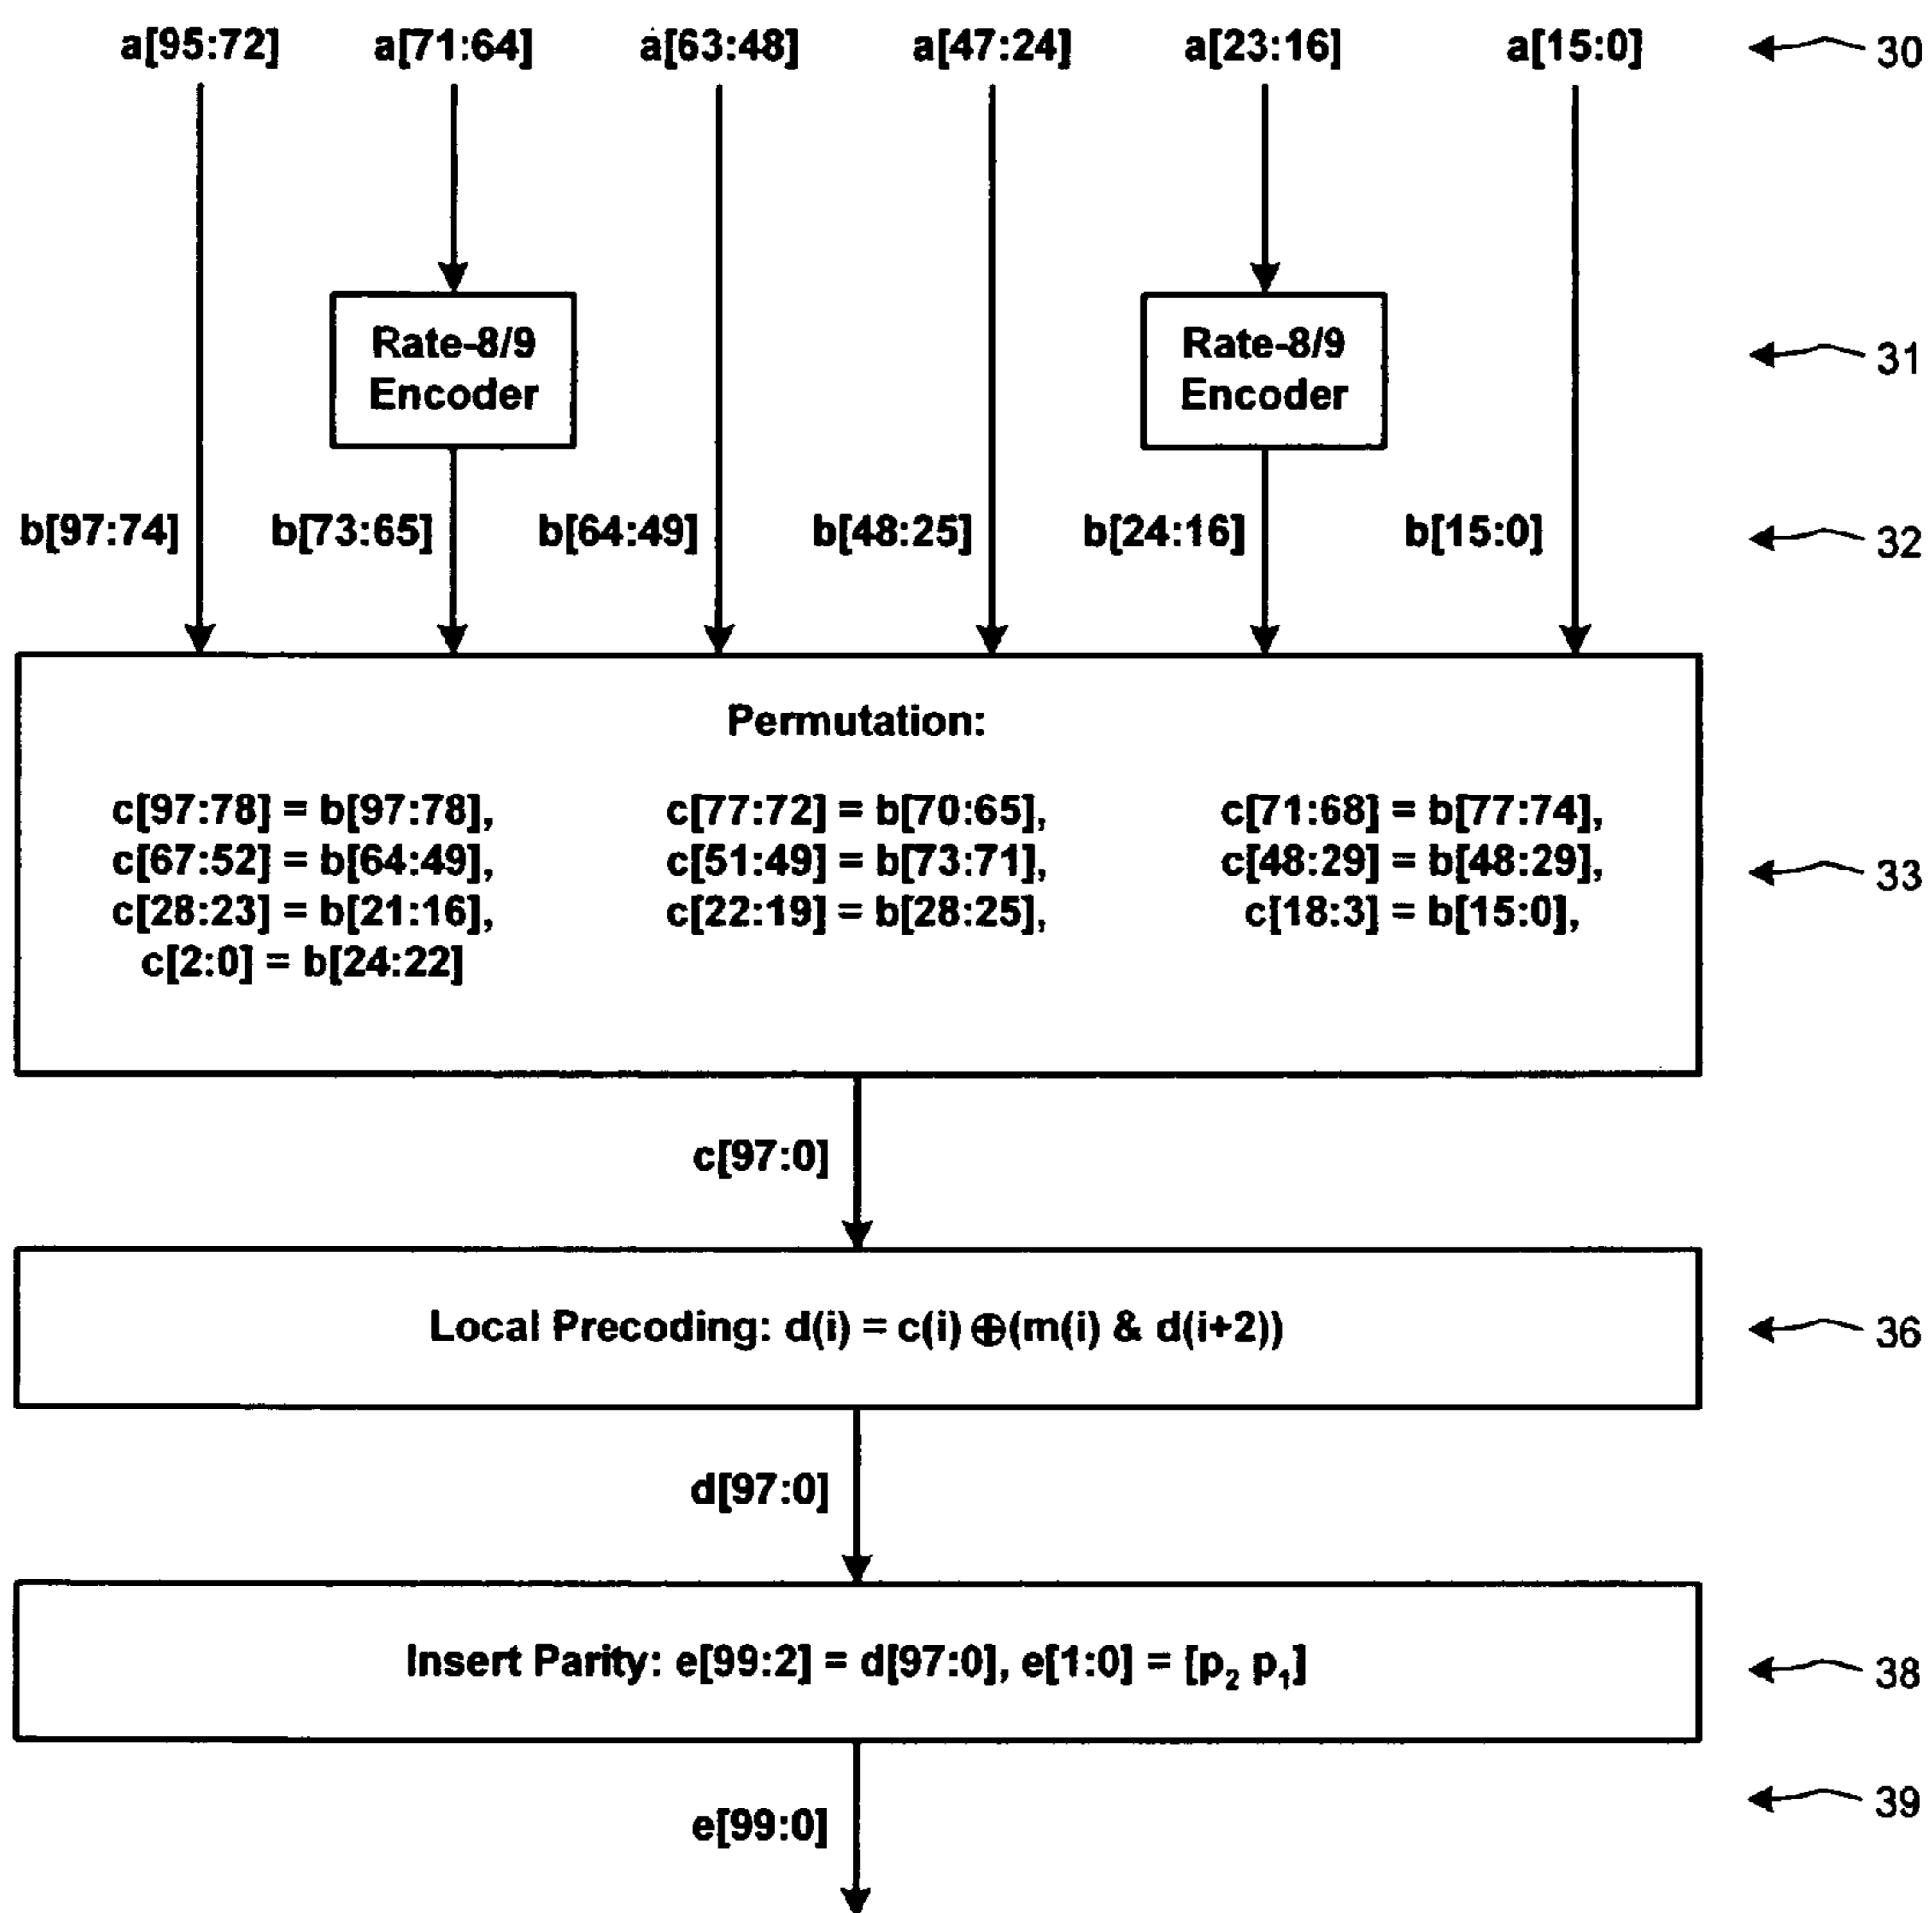 a[95:72] a[71:64] a[63:48] a[47:24] a[23:16] a[15:0] 30
Rate-8/9 Rate-8/9
Encoder Encoder 31
b[97:74] b[73:65] b[64:49] b[48:25] b[24:16] b[15:0] 32
Permutation:
c[97:78] = b[97:78], c[77:72] = b[70:65], c[71:68] = b[77:74],
c[67:52] = b[64:49], c[51:49] = b[73:71], c[48:29] = b[48:29], 33
c[28:23] = b[21:16], c[22:19] = b[28:25], c[18:3] = b[15:0],
c[2:0] = b[24:22]
c[97:0]
Local Precoding: d(i) = c(i) ⊕ (m(i) & d(i+2)) 36
d[97:0]
Insert Parity: e[99:2] = d[97:0], e[1:0] = [p₂ p₁] 38
e[99:0] 39